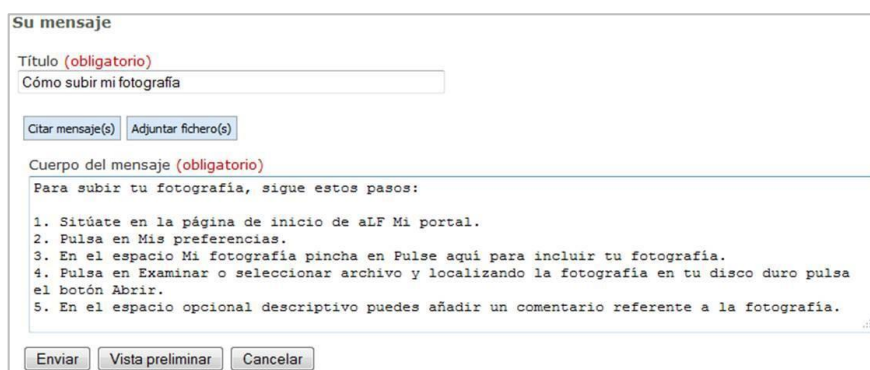 Su mensaje
Título (obligatorio)
Cómo subir mi fotografía
Citar mensaje(s) Adjuntar fichero(s)
Cuerpo del mensaje (obligatorio)
Para subir tu fotografía, sigue estos pasos:
1. Sitúate en la página de inicio de aLF Mi portal.
2. Pulsa en Mis preferencias.
3. En el espacio Mi fotografía pincha en Pulse aquí para incluir tu fotografía.
4. Pulsa en Examinar o seleccionar archivo y localizando la fotografía en tu disco duro pulsa
el botón Abrir.
5. En el espacio opcional descriptivo puedes añadir un comentario referente a la fotografía.
Enviar Vista preliminar Cancelar